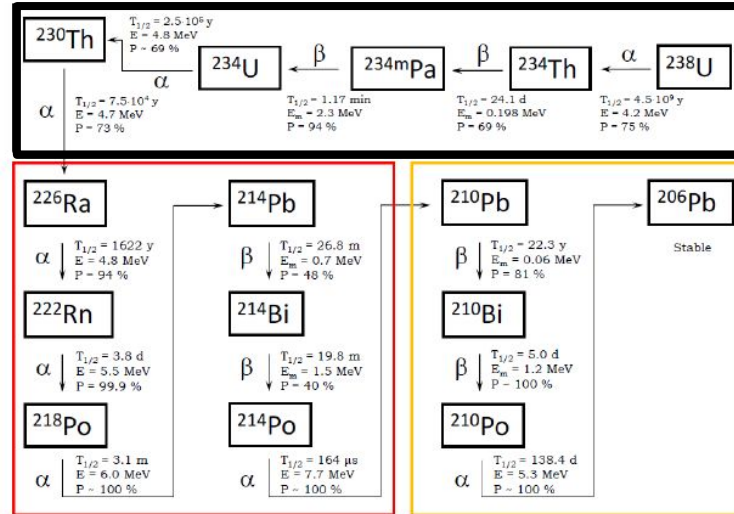 ²³⁰Th
T₁/₂ = 2.5·10⁵ y
E = 4.8 MeV
P ~ 69 %
α
²³⁴U
β
²³⁴ᵐPa
β
²³⁴Th
α
²³⁸U
α
T₁/₂ = 7.5·10⁴ y
E = 4.7 MeV
P = 73 %
T₁/₂ = 1.17 min
Eₘ = 2.3 MeV
P = 94 %
T₁/₂ = 24.1 d
Eₘ = 0.198 MeV
P = 69 %
T₁/₂ = 4.5·10⁹ y
E = 4.2 MeV
P = 75 %
²²⁶Ra
α
T₁/₂ = 1622 y
E = 4.8 MeV
P = 94 %
²²²Rn
α
T₁/₂ = 3.8 d
E = 5.5 MeV
P = 99.9 %
²¹⁸Po
α
T₁/₂ = 3.1 m
E = 6.0 MeV
P ~ 100 %
²¹⁴Pb
β
T₁/₂ = 26.8 m
Eₘ = 0.7 MeV
P = 48 %
²¹⁴Bi
β
T₁/₂ = 19.8 m
Eₘ = 1.5 MeV
P = 40 %
²¹⁴Po
α
T₁/₂ = 164 μs
E = 7.7 MeV
P ~ 100 %
²¹⁰Pb
β
T₁/₂ = 22.3 y
Eₘ = 0.06 MeV
P = 81 %
²¹⁰Bi
β
T₁/₂ = 5.0 d
Eₘ = 1.2 MeV
P ~ 100 %
²¹⁰Po
α
T₁/₂ = 138.4 d
E = 5.3 MeV
P ~ 100 %
²⁰⁶Pb
Stable